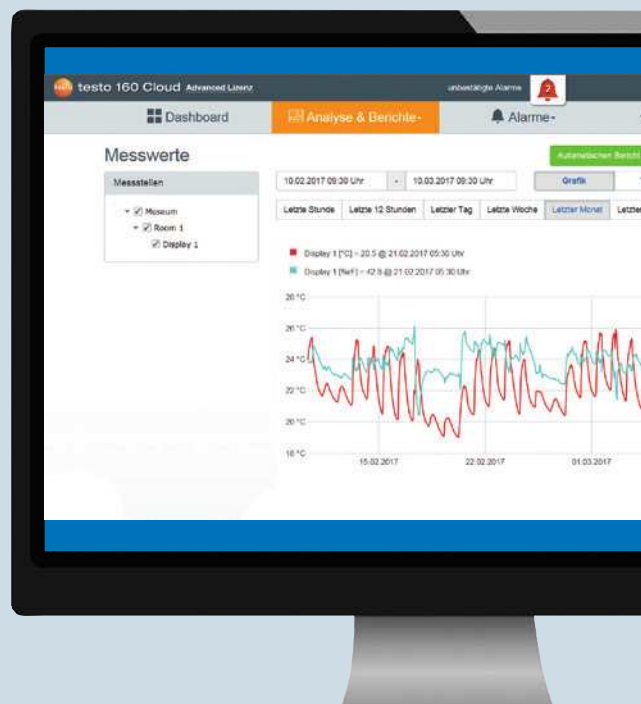 testo 160 Cloud Advanced Lizenz
unbestätigte Alarme 2
Dashboard Analyse & Berichte Alarme
Messwerte
Automatischen Bericht
Messstellen
10.02.2017 09:30 Uhr - 10.03.2017 09:30 Uhr Grafik
Letzte Stunde Letzte 12 Stunden Letzter Tag Letzte Woche Letzter Monat
Museum
Room 1
Display 1
Display 1 [°C] = 20.5 @ 21.02.2017 05:30 Uhr
Display 1 [%rF] = 42.8 @ 21.02.2017 05:30 Uhr
28 °C
26 °C
24 °C
22 °C
20 °C
18 °C
15.02.2017 22.02.2017 01.03.2017